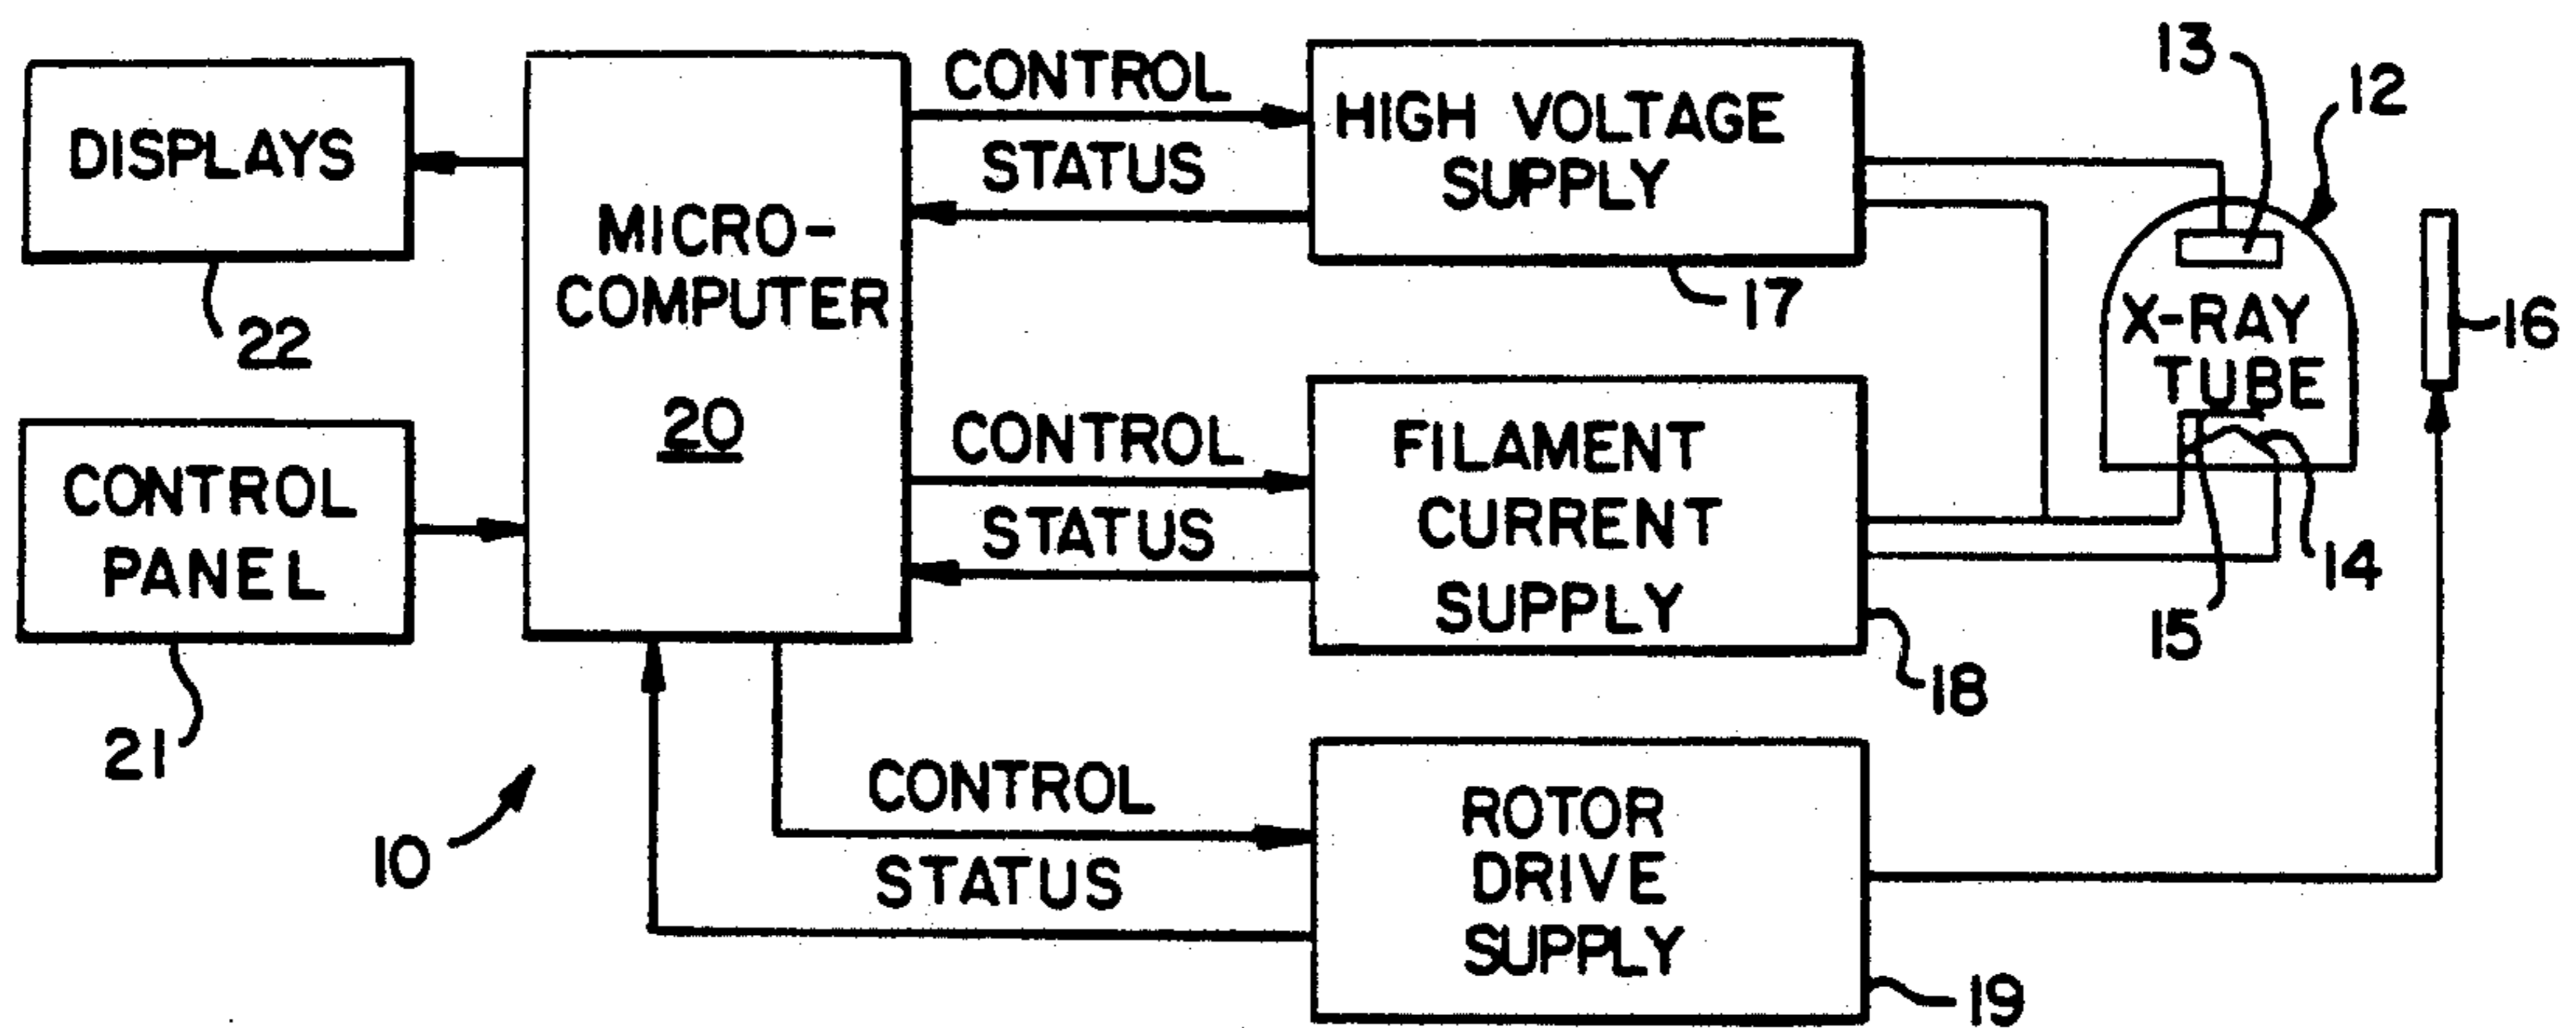 DISPLAYS
22
CONTROL
PANEL
21
10
MICRO-
COMPUTER
20
CONTROL
STATUS
CONTROL
STATUS
CONTROL
STATUS
HIGH VOLTAGE
SUPPLY
17
FILAMENT
CURRENT
SUPPLY
18
ROTOR
DRIVE
SUPPLY
19
13
12
X-RAY
TUBE
16
14
15